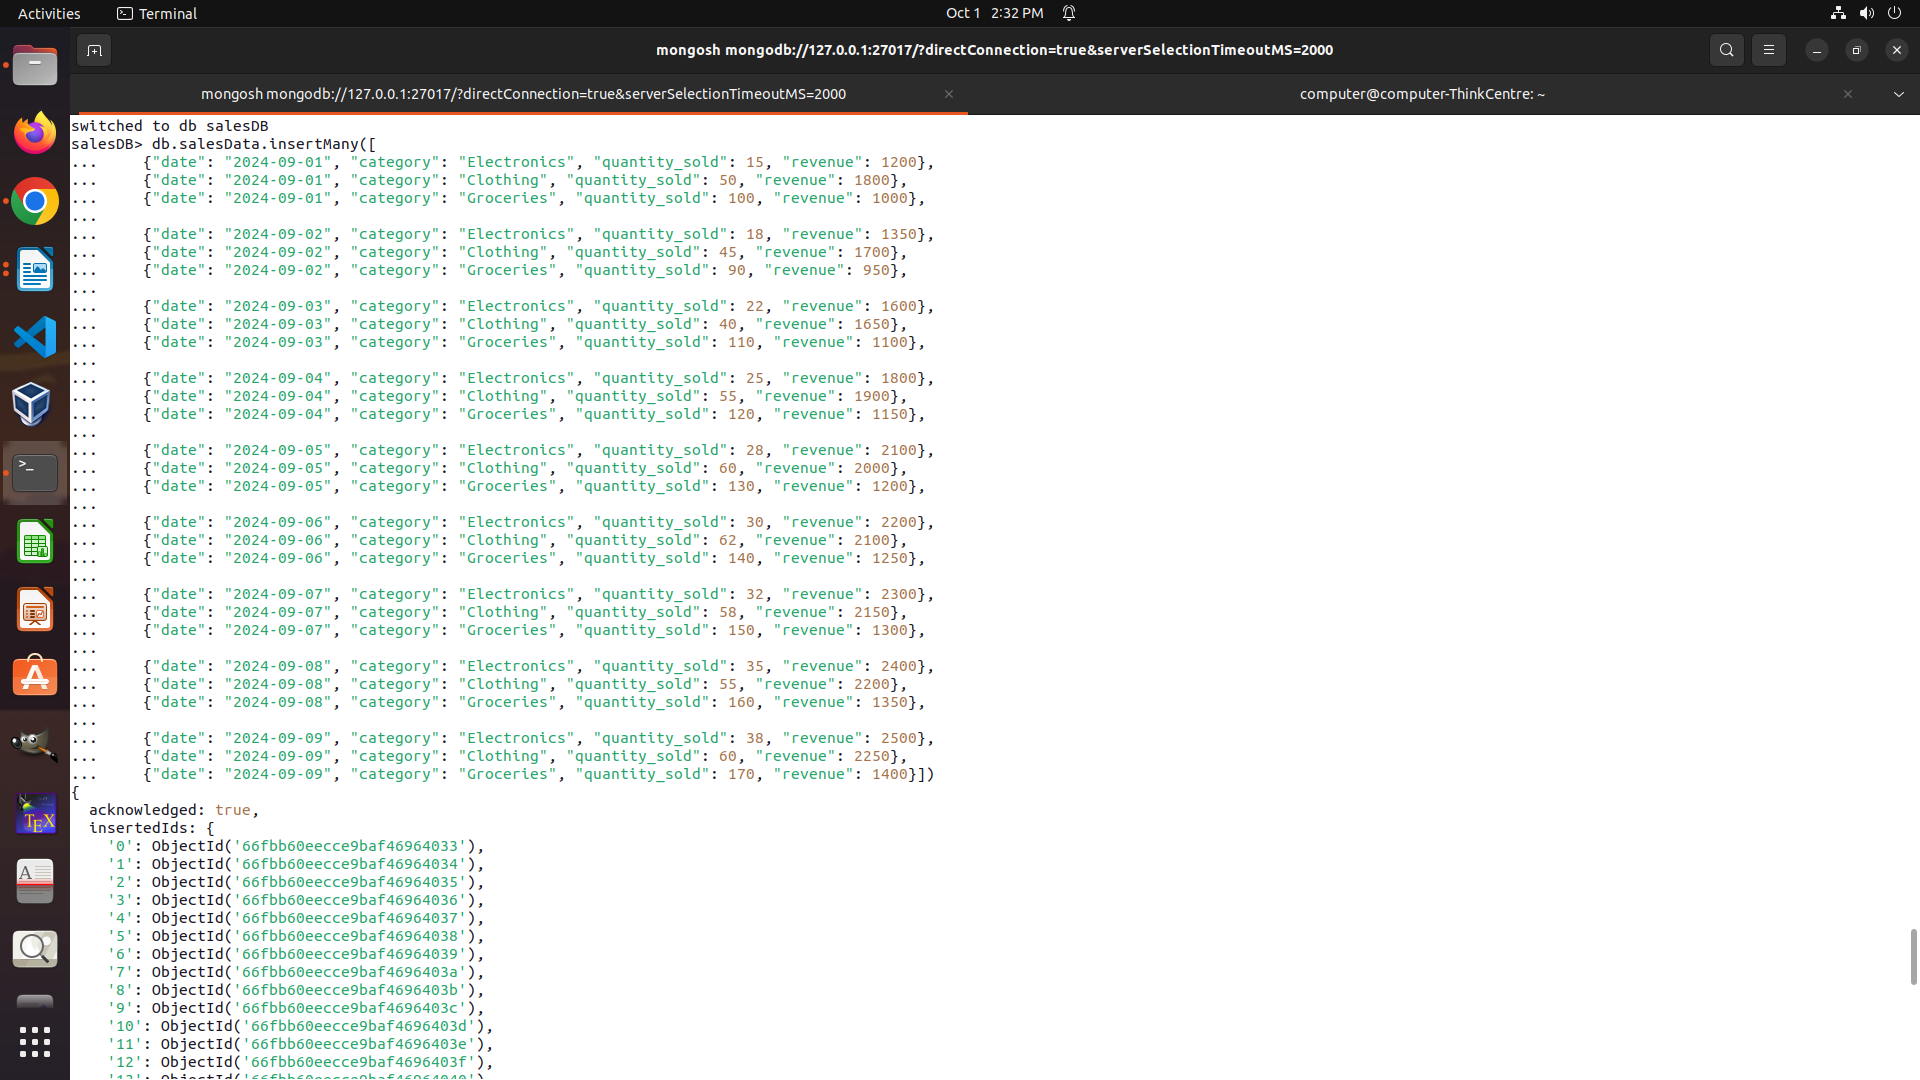 Activities Terminal Oct 1 2:32 PM
mongosh mongodb://127.0.0.1:27017/?directConnection=true&serverSelectionTimeoutMS=2000
mongosh mongodb://127.0.0.1:27017/?directConnection=true&serverSelectionTimeoutMS=2000 computer@computer-ThinkCentre: ~
switched to db salesDB
salesDB> db.salesData.insertMany([
... {"date": "2024-09-01", "category": "Electronics", "quantity_sold": 15, "revenue": 1200},
... {"date": "2024-09-01", "category": "Clothing", "quantity_sold": 50, "revenue": 1800},
... {"date": "2024-09-01", "category": "Groceries", "quantity_sold": 100, "revenue": 1000},
...
... {"date": "2024-09-02", "category": "Electronics", "quantity_sold": 18, "revenue": 1350},
... {"date": "2024-09-02", "category": "Clothing", "quantity_sold": 45, "revenue": 1700},
... {"date": "2024-09-02", "category": "Groceries", "quantity_sold": 90, "revenue": 950},
...
... {"date": "2024-09-03", "category": "Electronics", "quantity_sold": 22, "revenue": 1600},
... {"date": "2024-09-03", "category": "Clothing", "quantity_sold": 40, "revenue": 1650},
... {"date": "2024-09-03", "category": "Groceries", "quantity_sold": 110, "revenue": 1100},
...
... {"date": "2024-09-04", "category": "Electronics", "quantity_sold": 25, "revenue": 1800},
... {"date": "2024-09-04", "category": "Clothing", "quantity_sold": 55, "revenue": 1900},
... {"date": "2024-09-04", "category": "Groceries", "quantity_sold": 120, "revenue": 1150},
...
... {"date": "2024-09-05", "category": "Electronics", "quantity_sold": 28, "revenue": 2100},
... {"date": "2024-09-05", "category": "Clothing", "quantity_sold": 60, "revenue": 2000},
... {"date": "2024-09-05", "category": "Groceries", "quantity_sold": 130, "revenue": 1200},
...
... {"date": "2024-09-06", "category": "Electronics", "quantity_sold": 30, "revenue": 2200},
... {"date": "2024-09-06", "category": "Clothing", "quantity_sold": 62, "revenue": 2100},
... {"date": "2024-09-06", "category": "Groceries", "quantity_sold": 140, "revenue": 1250},
...
... {"date": "2024-09-07", "category": "Electronics", "quantity_sold": 32, "revenue": 2300},
... {"date": "2024-09-07", "category": "Clothing", "quantity_sold": 58, "revenue": 2150},
... {"date": "2024-09-07", "category": "Groceries", "quantity_sold": 150, "revenue": 1300},
...
... {"date": "2024-09-08", "category": "Electronics", "quantity_sold": 35, "revenue": 2400},
... {"date": "2024-09-08", "category": "Clothing", "quantity_sold": 55, "revenue": 2200},
... {"date": "2024-09-08", "category": "Groceries", "quantity_sold": 160, "revenue": 1350},
...
... {"date": "2024-09-09", "category": "Electronics", "quantity_sold": 38, "revenue": 2500},
... {"date": "2024-09-09", "category": "Clothing", "quantity_sold": 60, "revenue": 2250},
... {"date": "2024-09-09", "category": "Groceries", "quantity_sold": 170, "revenue": 1400}])
{
acknowledged: true,
insertedIds: {
'0': ObjectId('66fbb60eecce9baf46964033'),
'1': ObjectId('66fbb60eecce9baf46964034'),
'2': ObjectId('66fbb60eecce9baf46964035'),
'3': ObjectId('66fbb60eecce9baf46964036'),
'4': ObjectId('66fbb60eecce9baf46964037'),
'5': ObjectId('66fbb60eecce9baf46964038'),
'6': ObjectId('66fbb60eecce9baf46964039'),
'7': ObjectId('66fbb60eecce9baf4696403a'),
'8': ObjectId('66fbb60eecce9baf4696403b'),
'9': ObjectId('66fbb60eecce9baf4696403c'),
'10': ObjectId('66fbb60eecce9baf4696403d'),
'11': ObjectId('66fbb60eecce9baf4696403e'),
'12': ObjectId('66fbb60eecce9baf4696403f'),